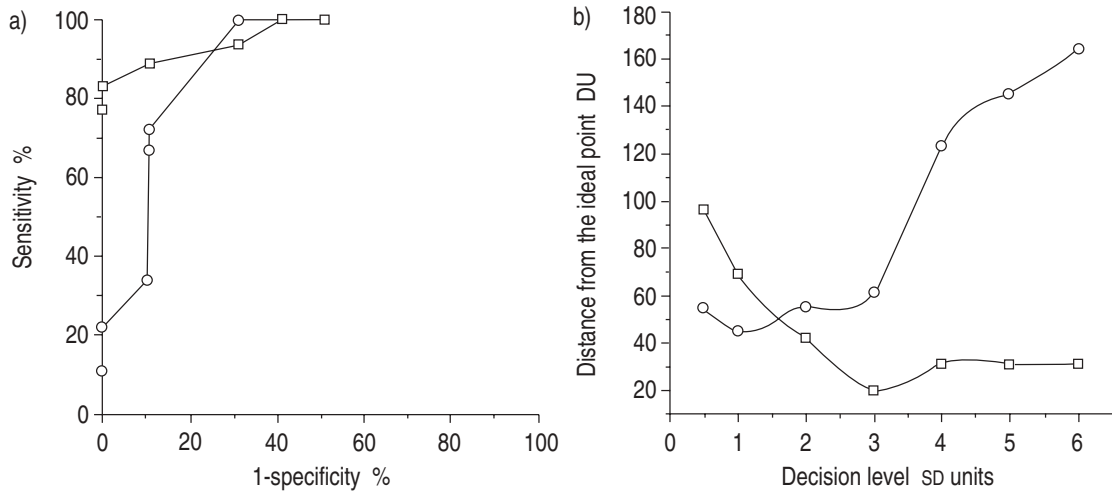 a)
Sensitivity %
100
80
60
40
20
0
0 20 40 60 80 100
1-specificity %
b)
Distance from the ideal point DU
180
160
140
120
100
80
60
40
20
0 1 2 3 4 5 6
Decision level SD units